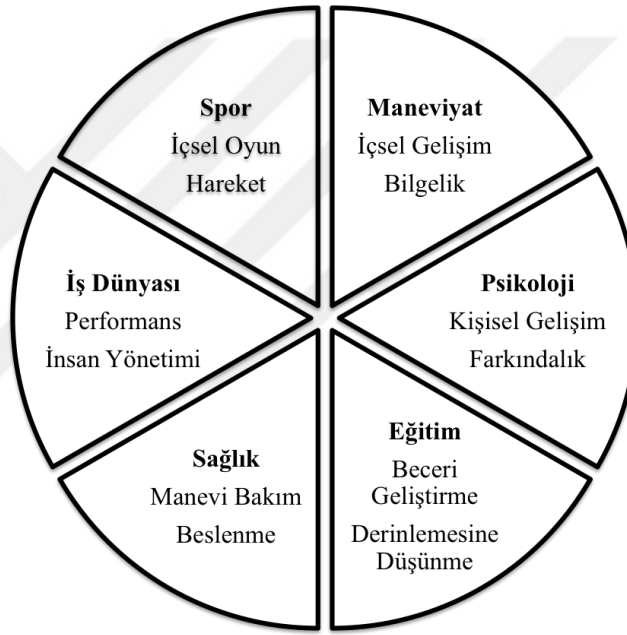 Spor
İçsel Oyun
Hareket
Maneviyat
İçsel Gelişim
Bilgelik
İş Dünyası
Performans
İnsan Yönetimi
Psikoloji
Kişisel Gelişim
Farkındalık
Sağlık
Manevi Bakım
Beslenme
Eğitim
Beceri
Geliştirme
Derinlemesine
Düşünme